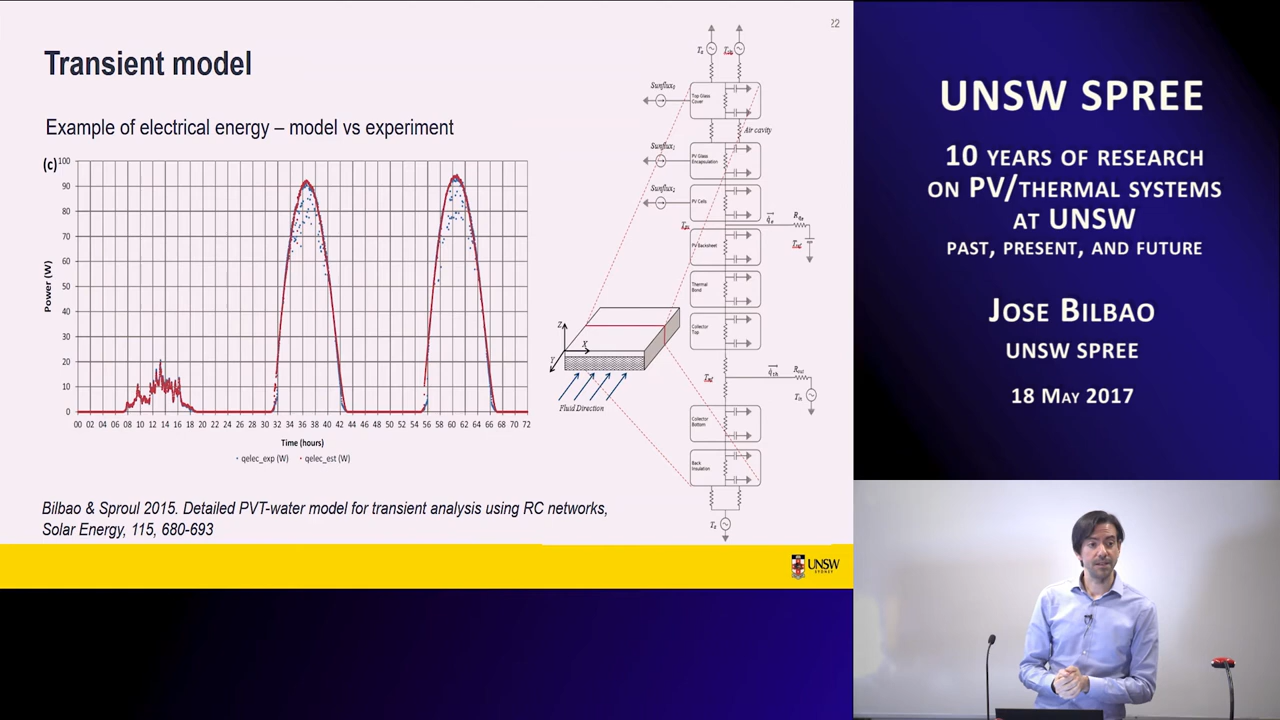 22
Transient model
Example of electrical energy – model vs experiment
(c)
100
90
80
70
60
50
40
30
20
10
0
Power (W)
00 02 04 06 08 10 12 14 16 18 20 22 24 26 28 30 32 34 36 38 40 42 44 46 48 50 52 54 56 58 60 62 64 66 68 70 72
Time (hours)
qelec_exp (W) qelec_est (W)
Sunflux0
Top Glass
Cover
Air cavity
Sunflux1
PV Glass
Encapsulation
Sunflux2
PV Cells
PV Backsheet
Thermal
Bond
Collector
Top
Collector
Bottom
Back
Insulation
Z
X
Y
Fluid Direction
Bilbao & Sproul 2015. Detailed PVT-water model for transient analysis using RC networks,
Solar Energy, 115, 680-693
UNSW
SYDNEY
UNSW SPREE
10 YEARS OF RESEARCH
ON PV/THERMAL SYSTEMS
AT UNSW
PAST, PRESENT, AND FUTURE
JOSE BILBAO
UNSW SPREE
18 MAY 2017